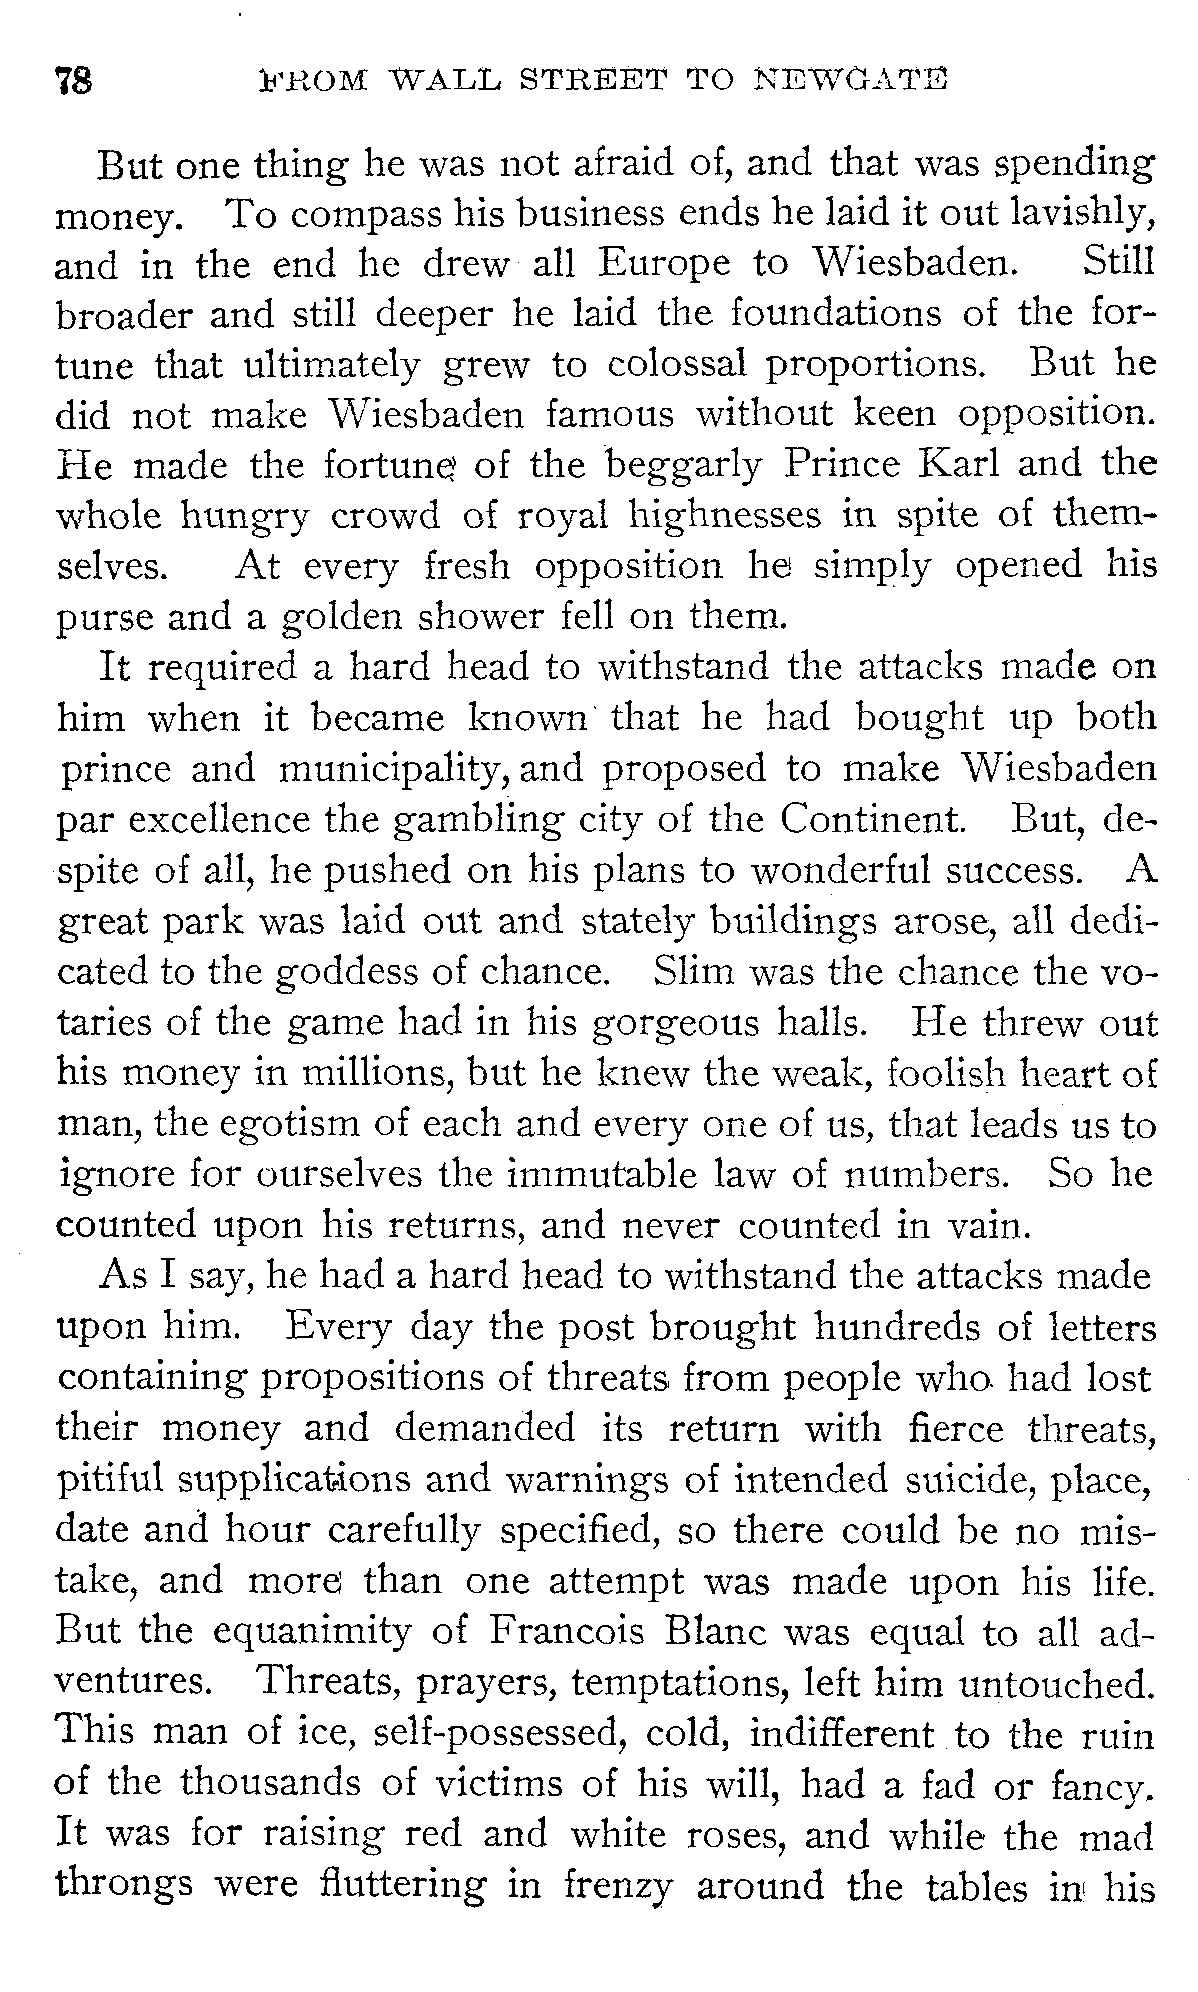 78 FROM WALL STREET TO NEWGATE
But one thing he was not afraid of, and that was spending
money. To compass his business ends he laid it out lavishly,
and in the end he drew all Europe to Wiesbaden. Still
broader and still deeper he laid the foundations of the for-
tune that ultimately grew to colossal proportions. But he
did not make Wiesbaden famous without keen opposition.
He made the fortune of the beggarly Prince Karl and the
whole hungry crowd of royal highnesses in spite of them-
selves. At every fresh opposition he simply opened his
purse and a golden shower fell on them.
It required a hard head to withstand the attacks made on
him when it became known that he had bought up both
prince and municipality, and proposed to make Wiesbaden
par excellence the gambling city of the Continent. But, de-
spite of all, he pushed on his plans to wonderful success. A
great park was laid out and stately buildings arose, all dedi-
cated to the goddess of chance. Slim was the chance the vo-
taries of the game had in his gorgeous halls. He threw out
his money in millions, but he knew the weak, foolish heart of
man, the egotism of each and every one of us, that leads us to
ignore for ourselves the immutable law of numbers. So he
counted upon his returns, and never counted in vain.
As I say, he had a hard head to withstand the attacks made
upon him. Every day the post brought hundreds of letters
containing propositions of threats from people who had lost
their money and demanded its return with fierce threats,
pitiful supplications and warnings of intended suicide, place,
date and hour carefully specified, so there could be no mis-
take, and more than one attempt was made upon his life.
But the equanimity of Francois Blanc was equal to all ad-
ventures. Threats, prayers, temptations, left him untouched.
This man of ice, self-possessed, cold, indifferent to the ruin
of the thousands of victims of his will, had a fad or fancy.
It was for raising red and white roses, and while the mad
throngs were fluttering in frenzy around the tables in his